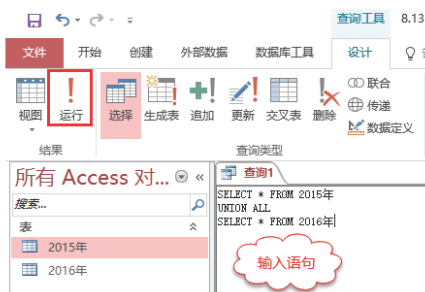 查询工具 8.13
文件 开始 创建 外部数据 数据库工具 设计
视图 运行 选择 生成表 追加 更新 交叉表 删除
联合
传递
数据定义
结果 查询类型
所有 Access 对... «
搜索...
表
2015年
2016年
查询1
SELECT * FROM 2015年
UNION ALL
SELECT * FROM 2016年
输入语句